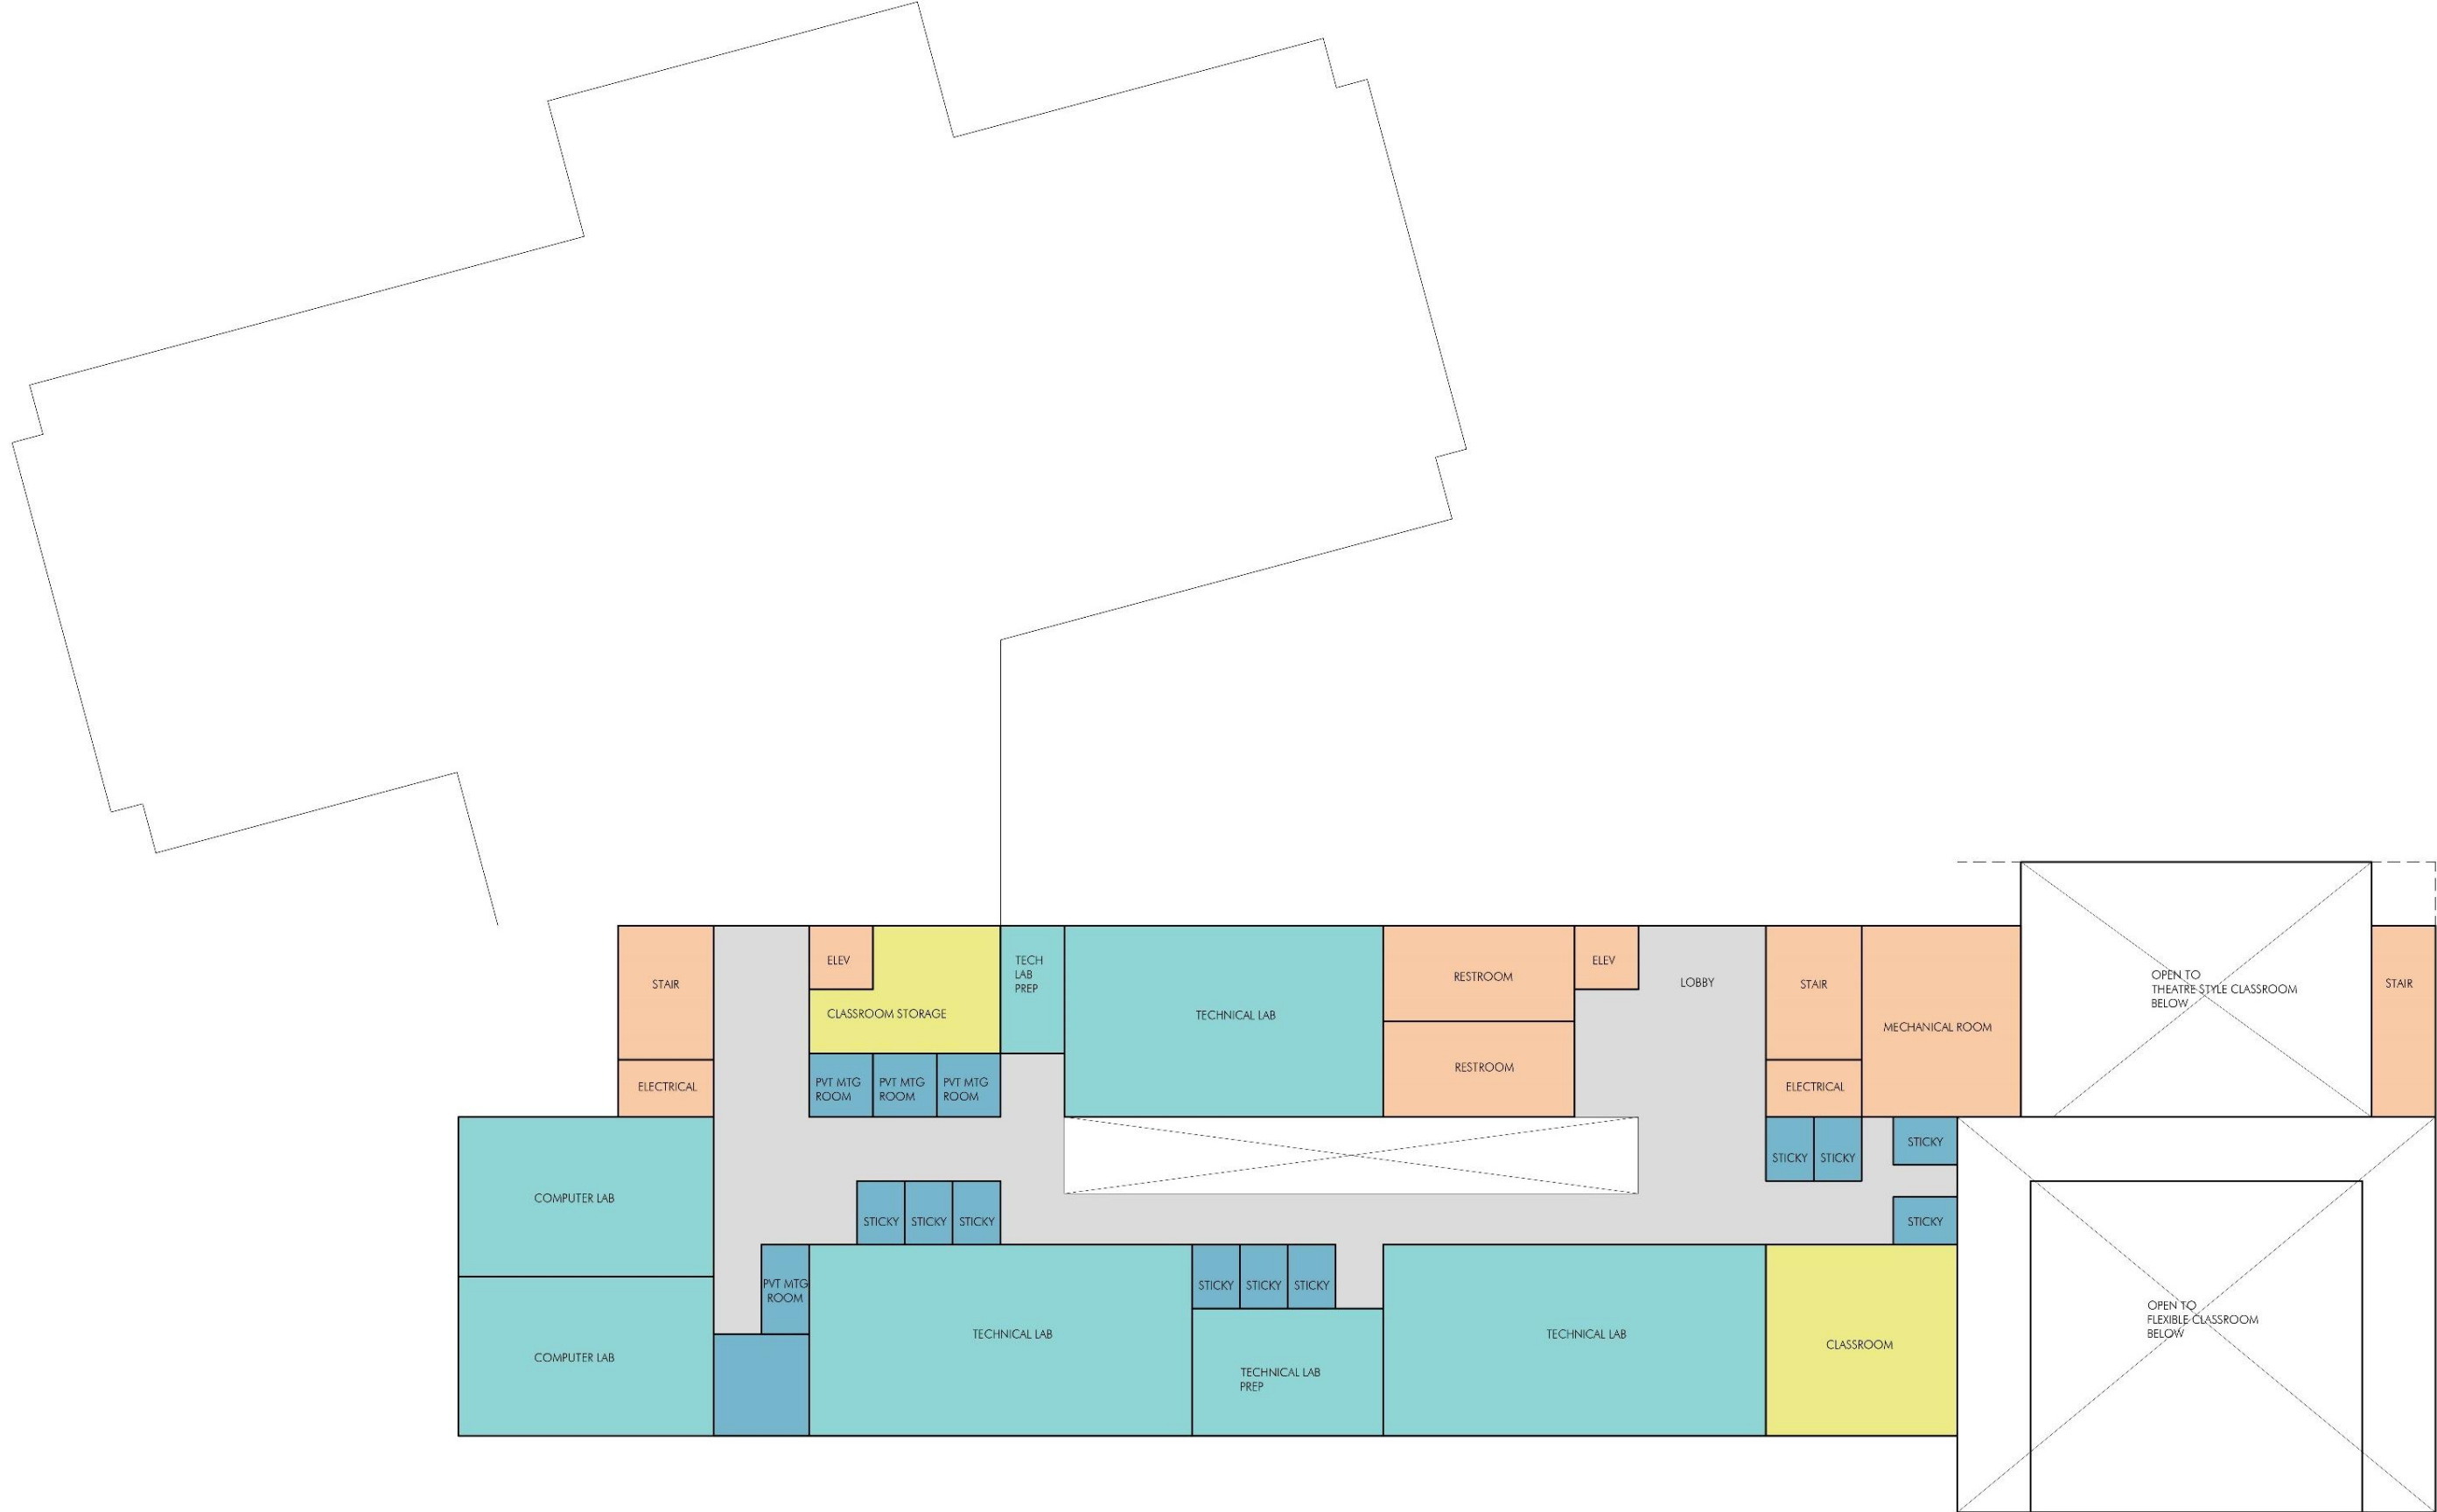 STAIR
ELECTRICAL
ELEV
CLASSROOM STORAGE
TECH
LAB
PREP
TECHNICAL LAB
RESTROOM
RESTROOM
ELEV
LOBBY
STAIR
ELECTRICAL
MECHANICAL ROOM
OPEN TO
THEATRE STYLE CLASSROOM
BELOW
STAIR
PVT MTG
ROOM
PVT MTG
ROOM
PVT MTG
ROOM
STICKY
STICKY
STICKY
STICKY
COMPUTER LAB
COMPUTER LAB
STICKY
STICKY
STICKY
PVT MTG
ROOM
TECHNICAL LAB
STICKY
STICKY
STICKY
TECHNICAL LAB
PREP
TECHNICAL LAB
CLASSROOM
OPEN TO
FLEXIBLE CLASSROOM
BELOW